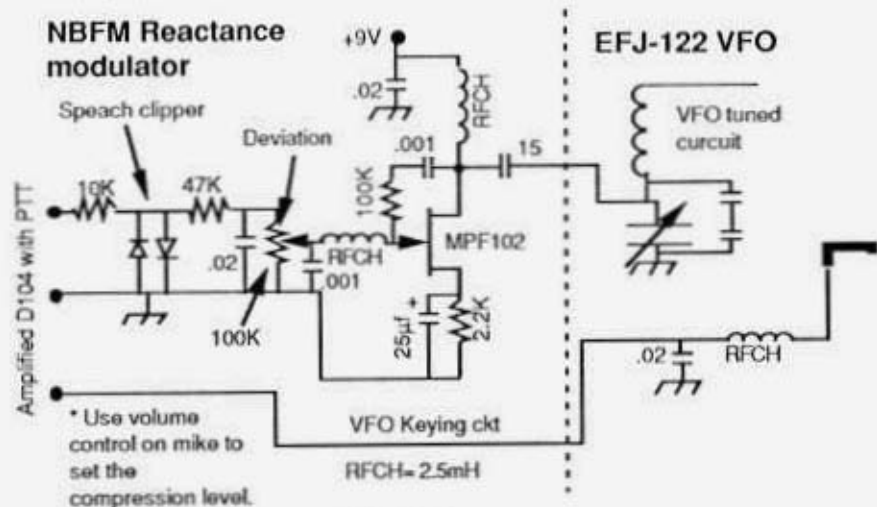 NBFM Reactance
modulator
+9V
EFJ-122 VFO
.02
RFCH
Speach clipper
VFO tuned
curcuit
Deviation
.001
15
10K
47K
100K
MPF102
.02
RFCH
.001
100K
+
25µf
2.2K
.02
RFCH
Amplified D104 with PTT
* Use volume
control on mike to
set the
compression level.
VFO Keying ckt
RFCH= 2.5mH